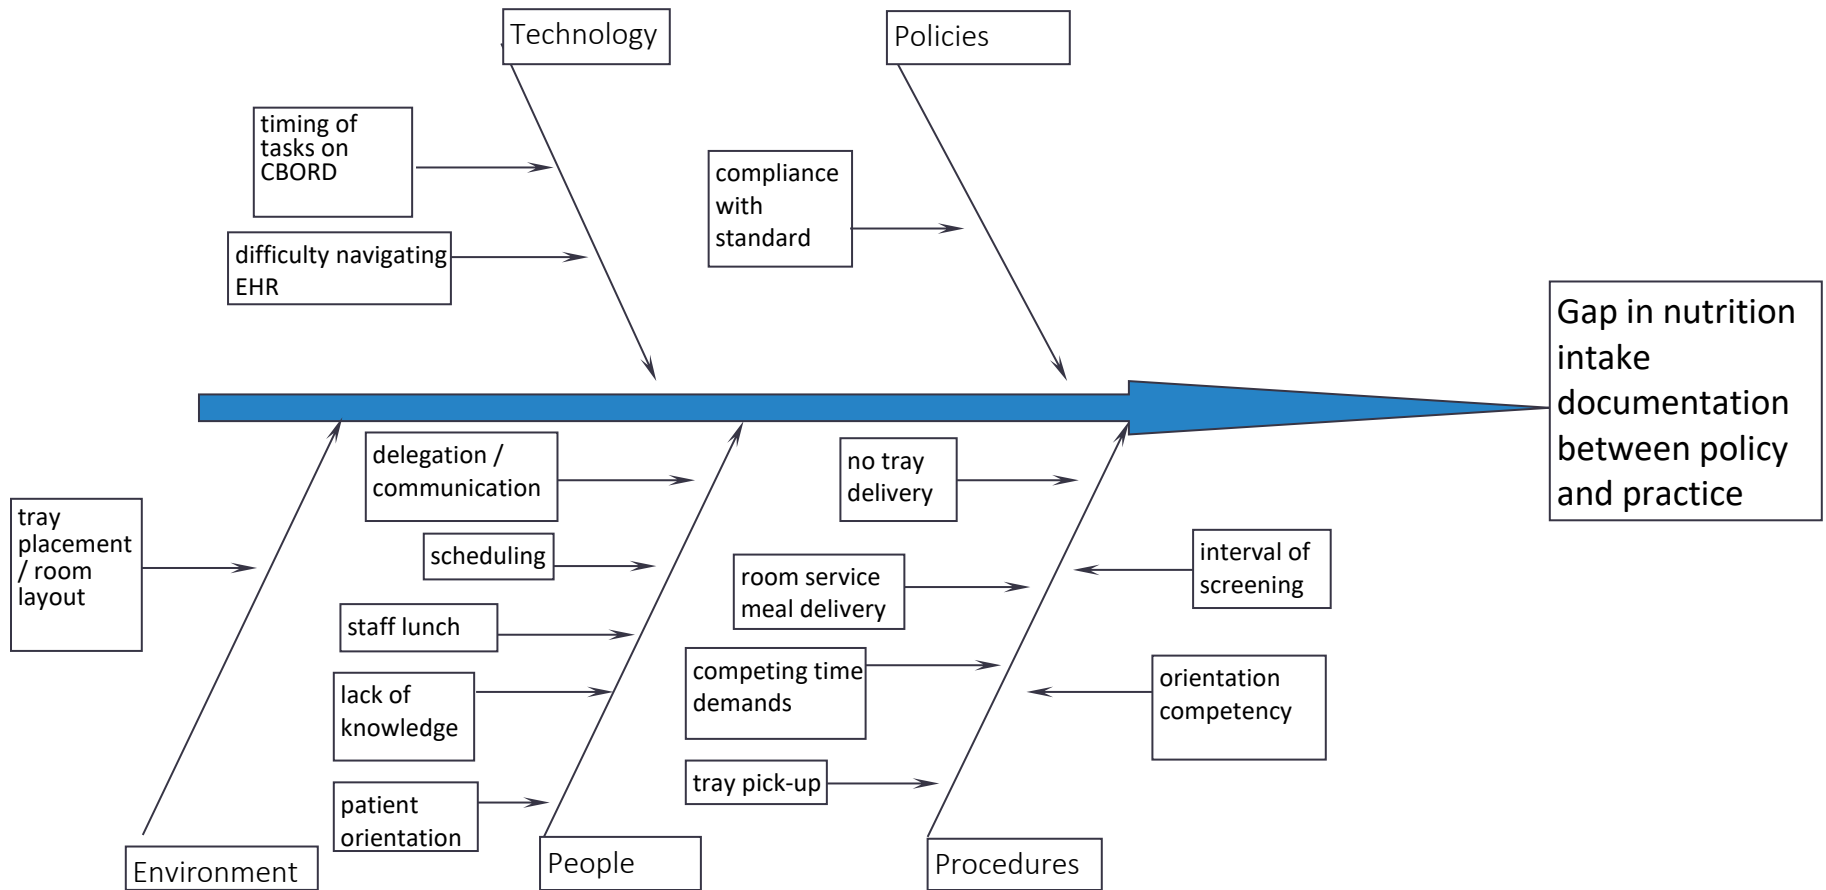 Technology
Policies
timing of
tasks on
CBORD
compliance
with
standard
difficulty navigating
EHR
Gap in nutrition
intake
documentation
between policy
and practice
delegation /
communication
no tray
delivery
tray
placement
/ room
layout
scheduling
interval of
screening
room service
meal delivery
staff lunch
competing time
demands
lack of
knowledge
orientation
competency
tray pick-up
patient
orientation
Environment
People
Procedures